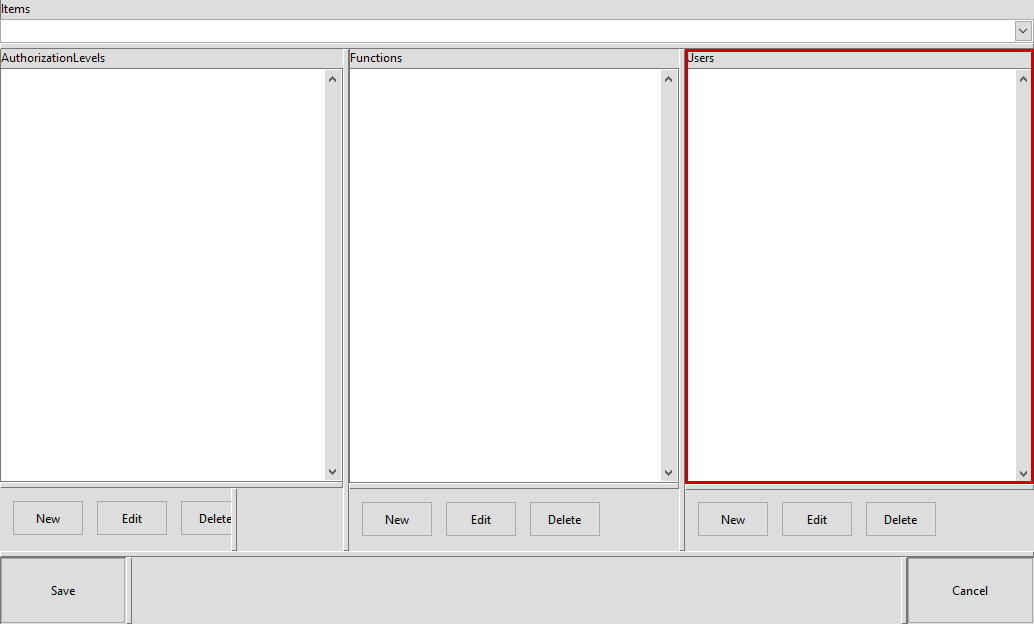 Items
AuthorizationLevels
Functions
Users
New Edit Delete
New Edit Delete
New Edit Delete
Save
Cancel